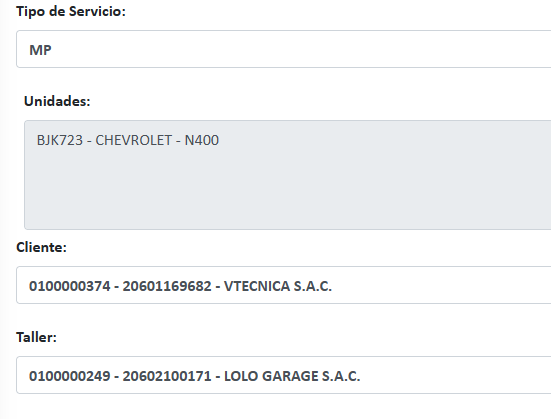 Tipo de Servicio:
MP
Unidades:
BJK723 - CHEVROLET - N400
Cliente:
0100000374 - 20601169682 - VTECNICA S.A.C.
Taller:
0100000249 - 20602100171 - LOLO GARAGE S.A.C.